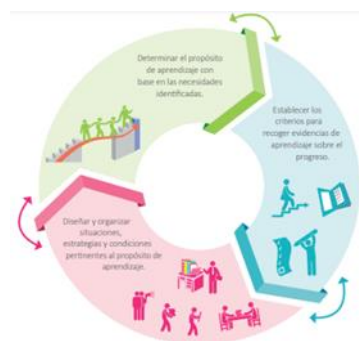 Determinar el propósito
de aprendizaje con
base en las necesidades
identificadas.
Establecer los
criterios para
recoger evidencias de
aprendizaje sobre el
progreso.
Diseñar y organizar
situaciones,
estrategias y condiciones
pertinentes al propósito de
aprendizaje.